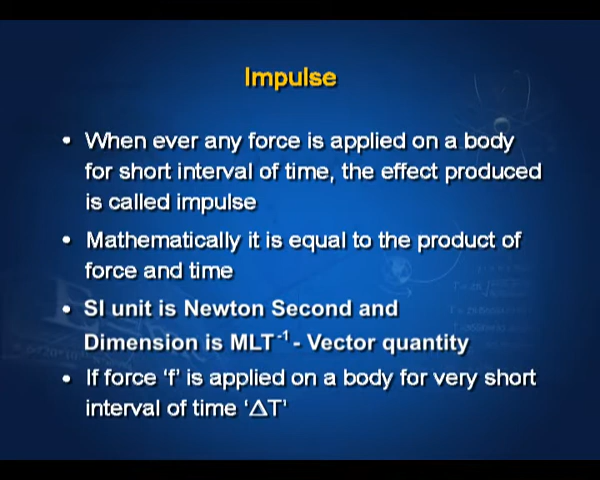 Impulse
• When ever any force is applied on a body
for short interval of time, the effect produced
is called impulse
• Mathematically it is equal to the product of
force and time
• SI unit is Newton Second and
Dimension is MLT⁻¹ - Vector quantity
• If force ‘f’ is applied on a body for very short
interval of time ‘ΔT’